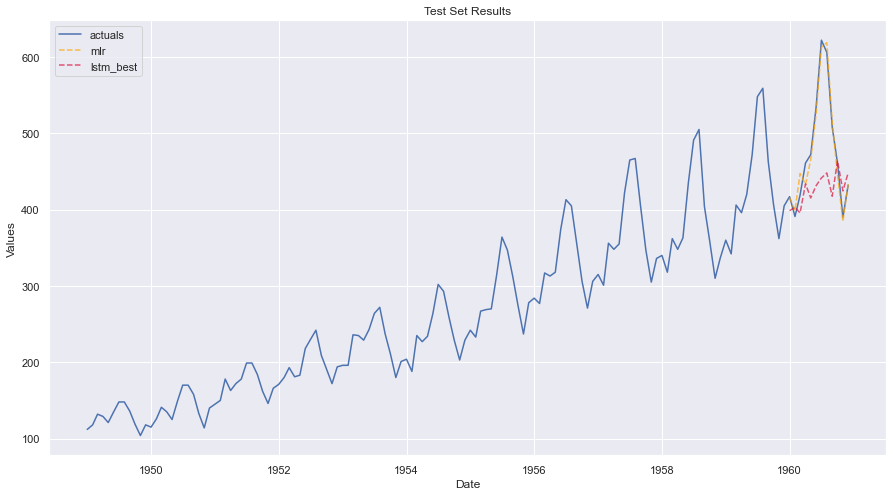 Test Set Results
actuals
mlr
lstm_best
600
500
400
300
200
100
Values
1950
1952
1954
1956
1958
1960
Date